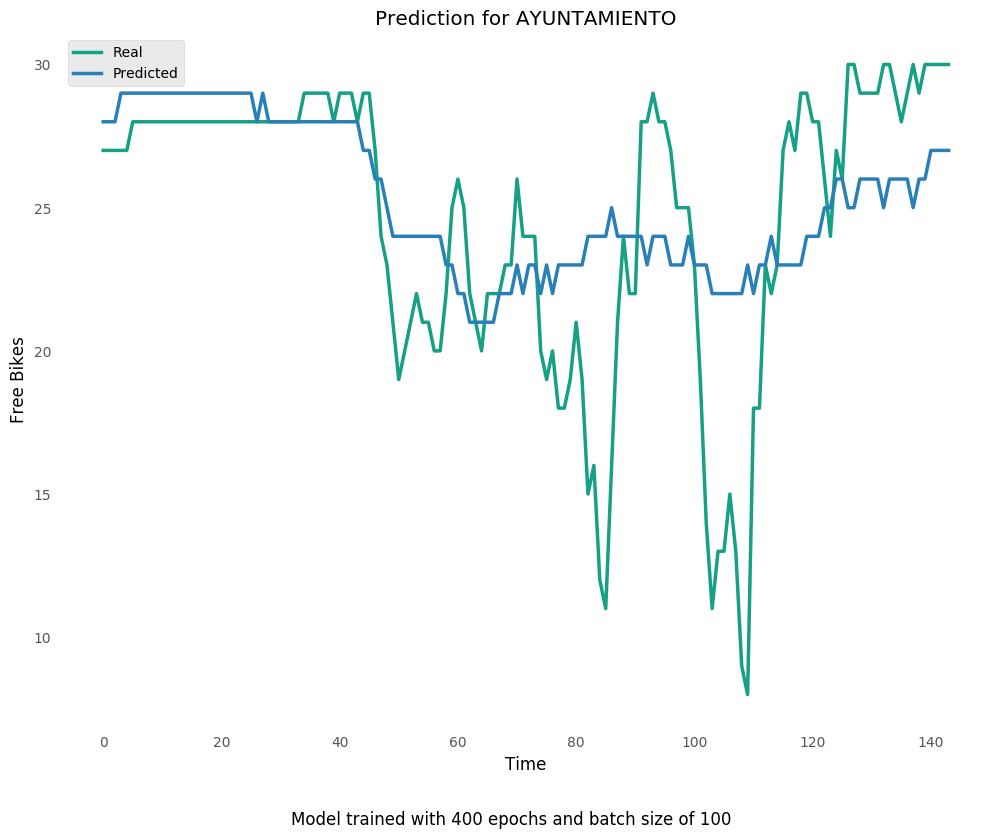 Prediction for AYUNTAMIENTO
Real
Predicted
30
25
20
15
10
Free Bikes
0 20 40 60 80 100 120 140
Time
Model trained with 400 epochs and batch size of 100